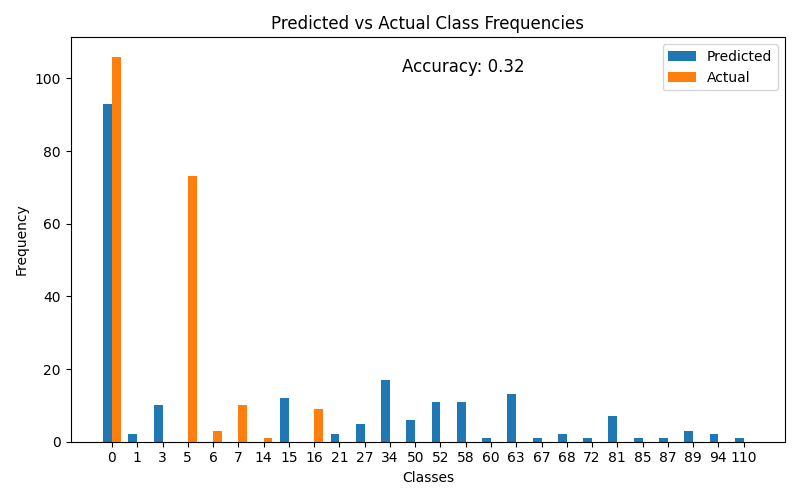 Predicted vs Actual Class Frequencies
Accuracy: 0.32
Predicted
Actual
Frequency
100
80
60
40
20
0
0 1 3 5 6 7 14 15 16 21 27 34 50 52 58 60 63 67 68 72 81 85 87 89 94 110
Classes